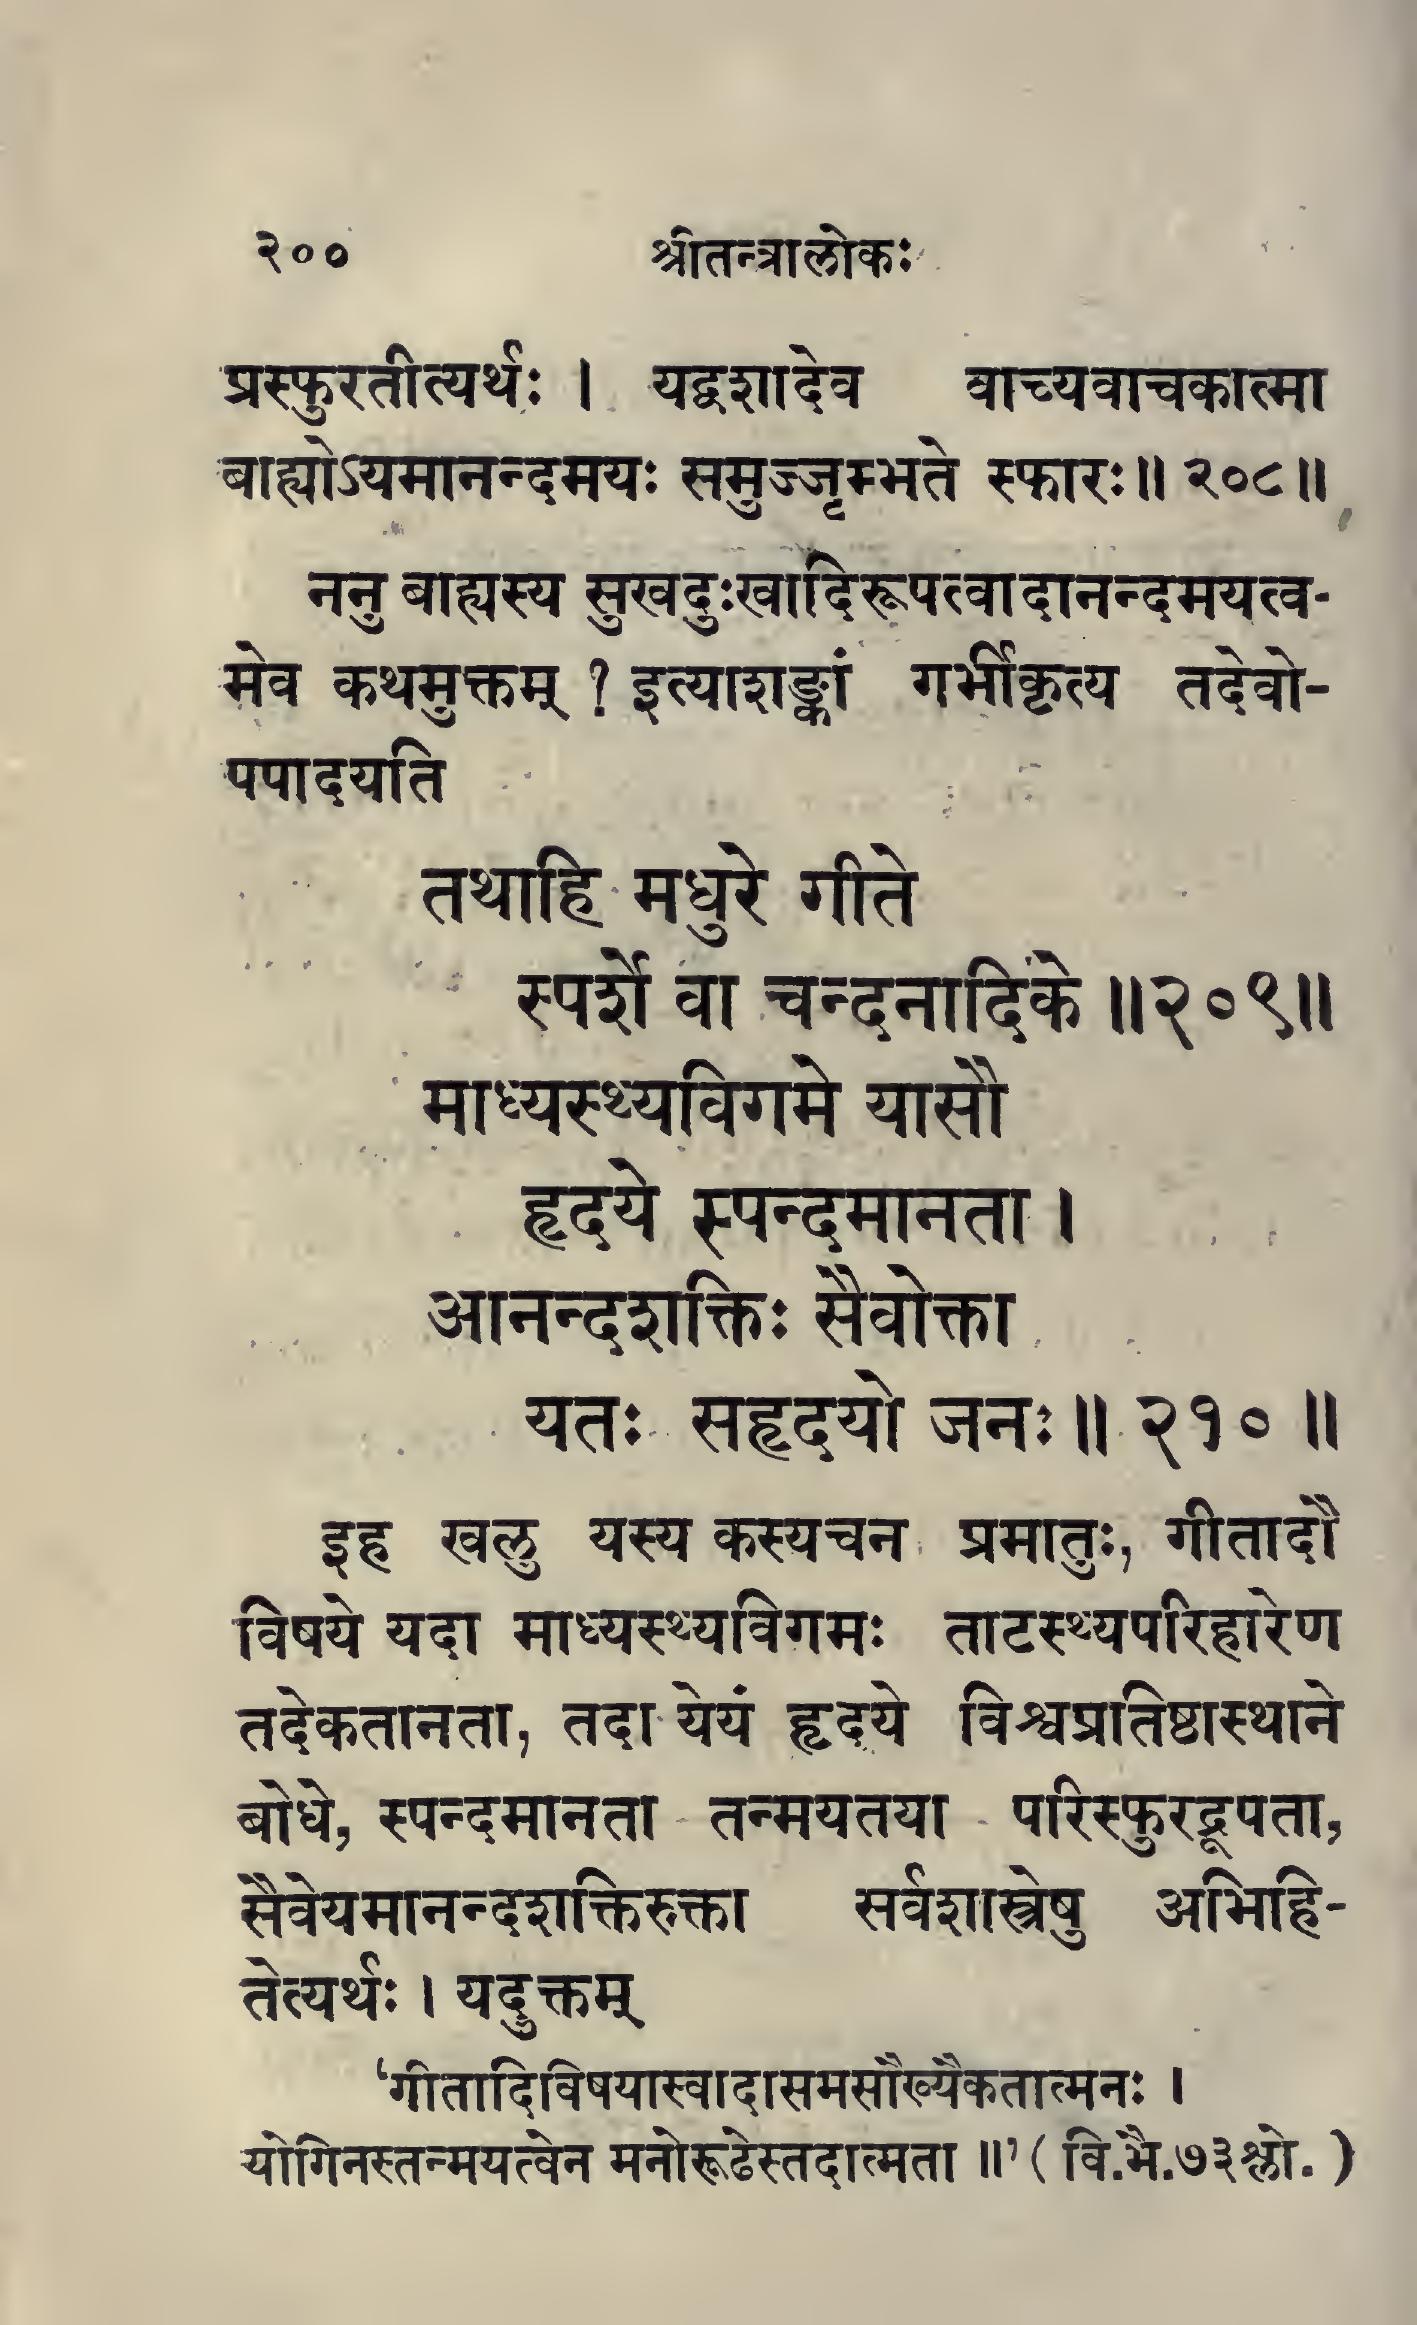 २०० श्रीतन्त्रालोकः
प्रस्फुरतीत्यर्थः । यद्वशादेव वाच्यवाचकात्मा
बाह्योऽयमानन्दमयः समुज्जृम्भते स्फारः॥ २०८॥
ननु बाह्यस्य सुखदुःखादिरूपत्वादानन्दमयत्व-
मेव कथमुक्तम् ? इत्याशङ्कां गर्भीकृत्य तदेवो-
पपादयति
तथाहि मधुरे गीते
स्पर्शे वा चन्दनादिके ॥२०९॥
माध्यस्थ्यविगमे यासौ
हृदये स्पन्दमानता ।
आनन्दशक्तिः सैवोक्ता
यतः सहृदयो जनः॥ २१० ॥
इह खलु यस्य कस्यचन प्रमातुः, गीतादौ
विषये यदा माध्यस्थ्यविगमः ताटस्थ्यपरिहारेण
तदेकतानता, तदा येयं हृदये विश्वप्रतिष्ठास्थाने
बोधे, स्पन्दमानता तन्मयतया परिस्फुरद्रूपता,
सैवेयमानन्दशक्तिरुक्ता सर्वशास्त्रेषु अभिहि-
तेत्यर्थः । यदुक्तम्
‘गीतादिविषयास्वादासमसौख्यैकतात्मनः ।
योगिनस्तन्मयत्वेन मनोरूढेस्तदात्मता ॥’ ( वि.भै.७३श्लो. )